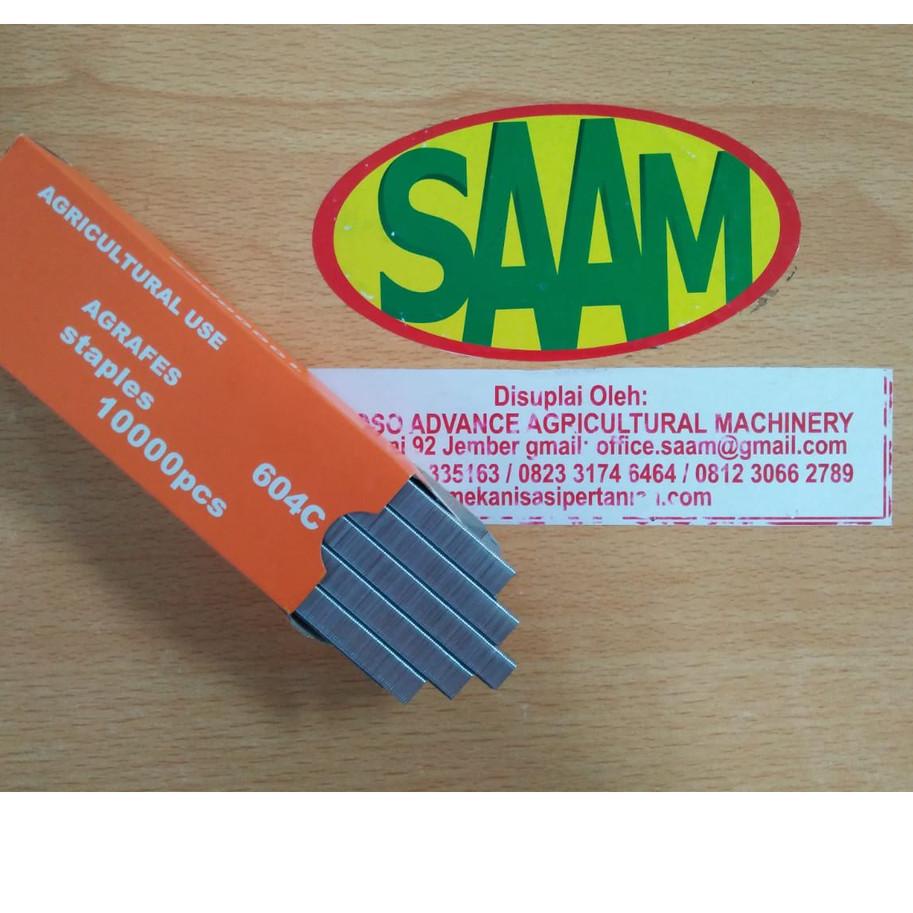 SAAM
AGRICULTURAL USE
AGRAFES
staples
10000pcs
604C
Disuplai Oleh:
ADVANCE AGRICULTURAL MACHINERY
92 Jember gmail: office.saam@gmail.com
335163 / 0823 3174 6464 / 0812 3066 2789